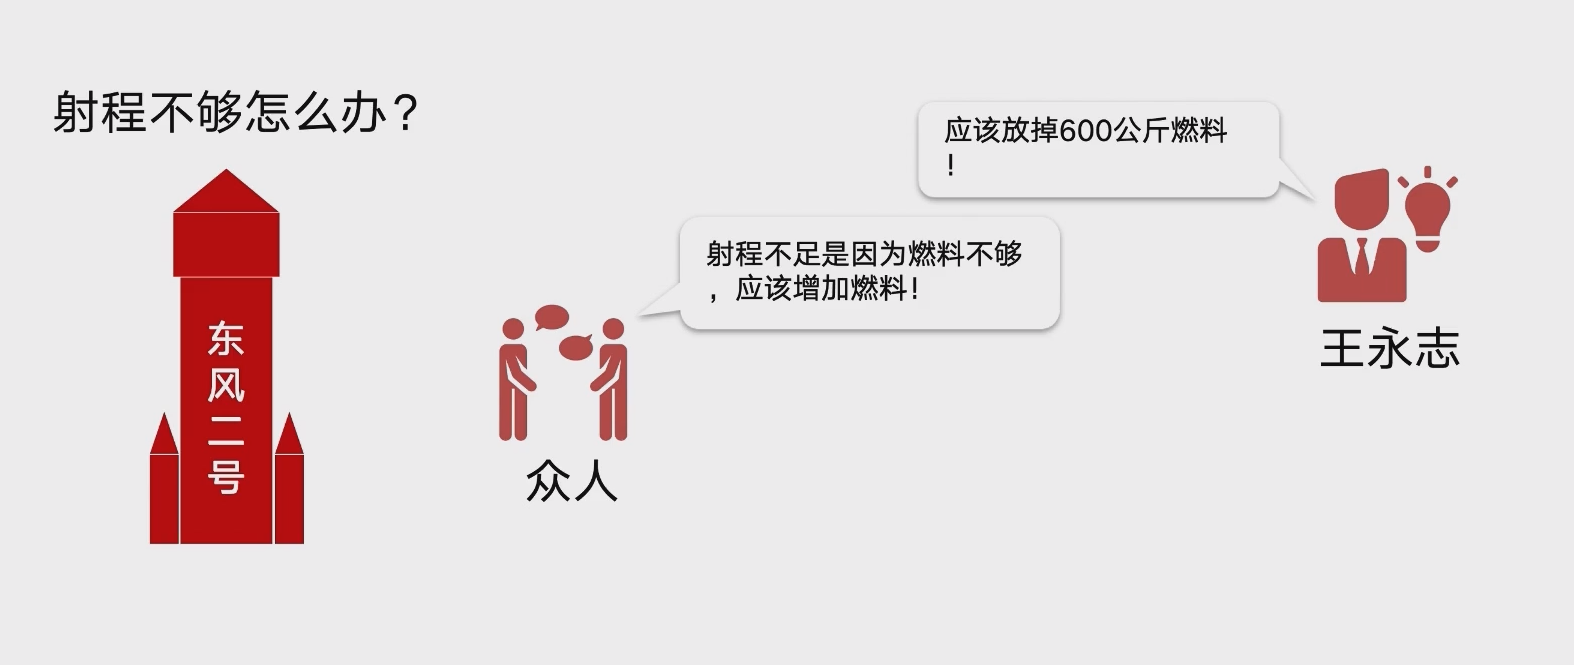 射程不够怎么办？
应该放掉600公斤燃料
！
射程不足是因为燃料不够
，应该增加燃料！
东
风
二
号
众人
王永志